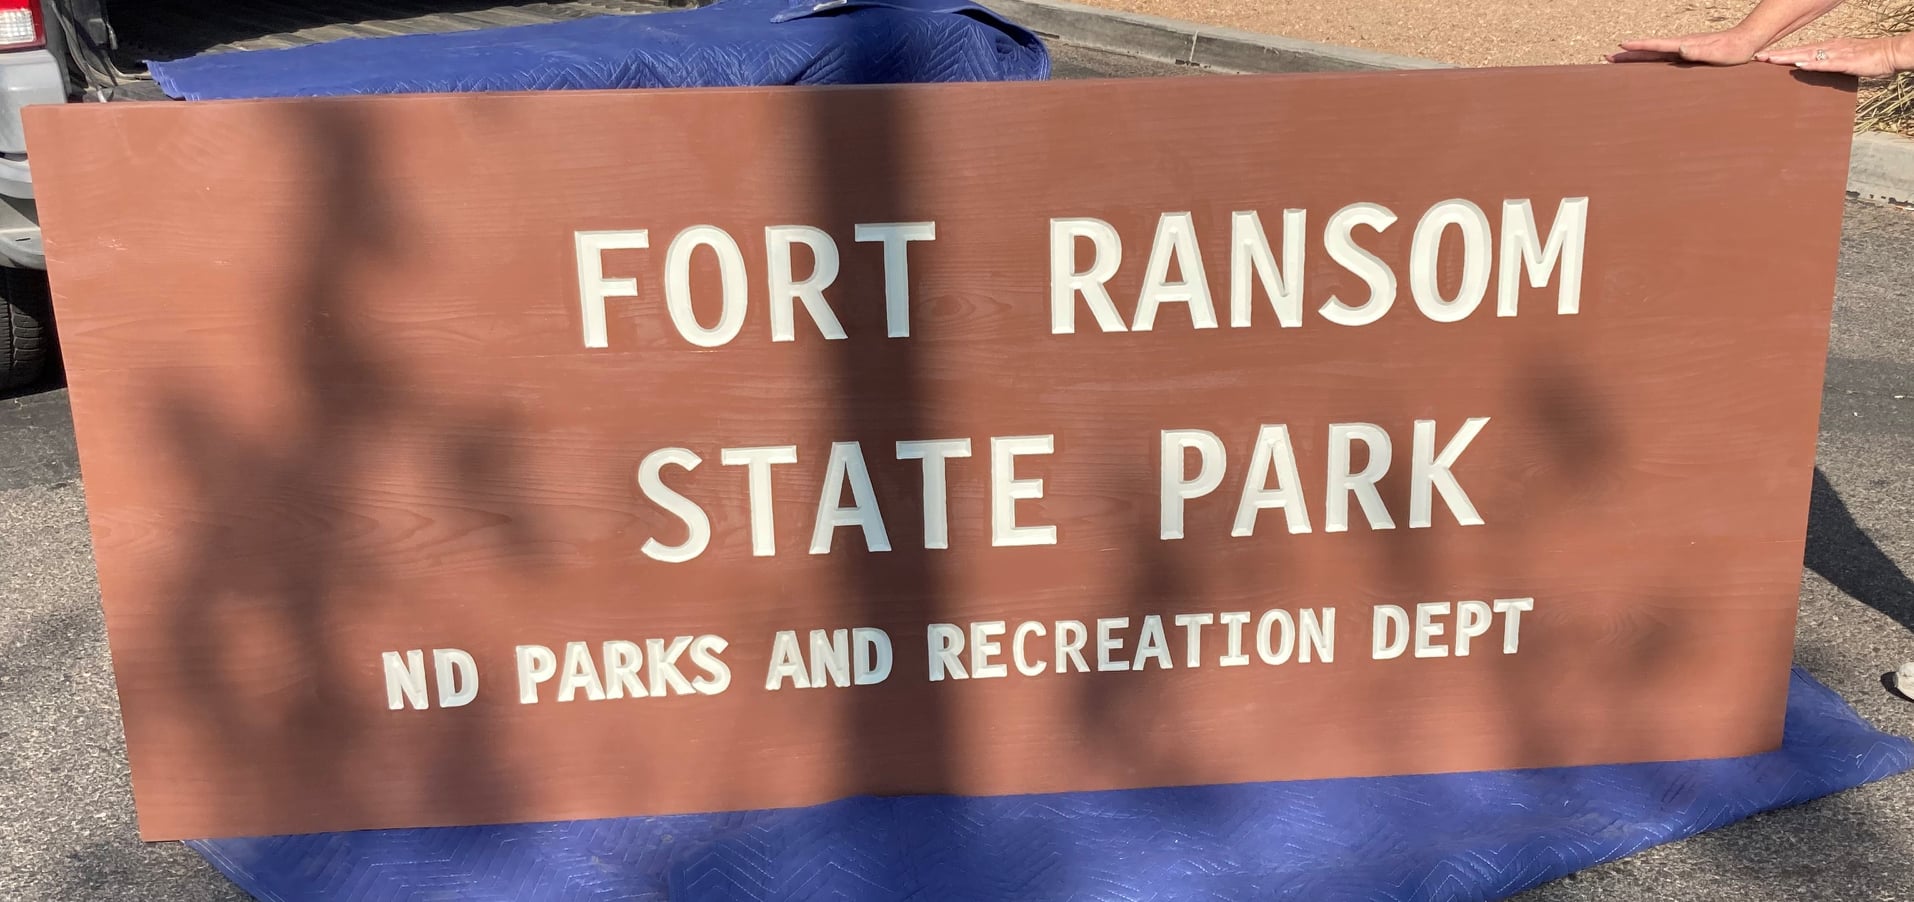 FORT RANSOM
STATE PARK
ND PARKS AND RECREATION DEPT